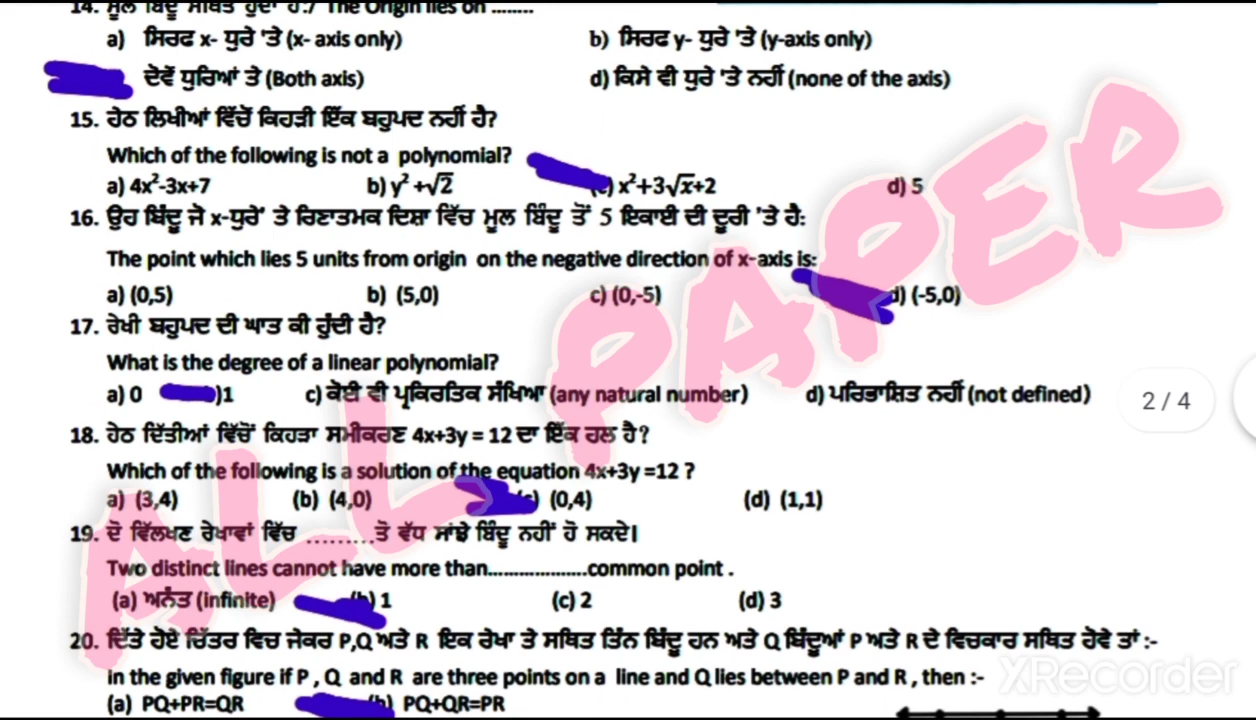 14. ਮੂਲ ਬਿੰਦੂ ਸਥਿਤ ਹੁੰਦਾ ਹੈ:/ The Origin lies on ........
a) ਸਿਰਫ x- ਧੁਰੇ 'ਤੇ (x- axis only) b) ਸਿਰਫ y- ਧੁਰੇ 'ਤੇ (y-axis only)
ਦੋਵੇਂ ਧੁਰਿਆਂ ਤੇ (Both axis) d) ਕਿਸੇ ਵੀ ਧੁਰੇ 'ਤੇ ਨਹੀਂ (none of the axis)
15. ਹੇਠ ਲਿਖੀਆਂ ਵਿੱਚੋਂ ਕਿਹੜੀ ਇੱਕ ਬਹੁਪਦ ਨਹੀਂ ਹੈ?
Which of the following is not a polynomial?
a) 4x²-3x+7 b) y² +√2 c) x²+3√x+2 d) 5
16. ਉਹ ਬਿੰਦੂ ਜੋ x-ਧੁਰੇ' ਤੇ ਰਿਣਾਤਮਕ ਦਿਸ਼ਾ ਵਿੱਚ ਮੂਲ ਬਿੰਦੂ ਤੋਂ 5 ਇਕਾਈ ਦੀ ਦੂਰੀ 'ਤੇ ਹੈ:
The point which lies 5 units from origin on the negative direction of x-axis is:
a) (0,5) b) (5,0) c) (0,-5) d) (-5,0)
17. ਰੇਖੀ ਬਹੁਪਦ ਦੀ ਘਾਤ ਕੀ ਹੁੰਦੀ ਹੈ?
What is the degree of a linear polynomial?
a) 0 )1 c) ਕੋਈ ਵੀ ਪ੍ਰਕਿਰਤਿਕ ਸੰਖਿਆ (any natural number) d) ਪਰਿਭਾਸ਼ਿਤ ਨਹੀਂ (not defined)
2 / 4
18. ਹੇਠ ਦਿੱਤੀਆਂ ਵਿੱਚੋਂ ਕਿਹੜਾ ਸਮੀਕਰਣ 4x+3y = 12 ਦਾ ਇੱਕ ਹਲ ਹੈ?
Which of the following is a solution of the equation 4x+3y =12 ?
a) (3,4) (b) (4,0) (c) (0,4) (d) (1,1)
19. ਦੋ ਵਿੱਲਖਣ ਰੇਖਾਵਾਂ ਵਿੱਚ .........ਤੋ ਵੱਧ ਸਾਂਝੇ ਬਿੰਦੂ ਨਹੀਂ ਹੋ ਸਕਦੇ।
Two distinct lines cannot have more than....................common point .
(a) ਅਨੰਤ (infinite) (b) 1 (c) 2 (d) 3
20. ਦਿੱਤੇ ਹੋਏ ਚਿੱਤਰ ਵਿਚ ਜੇਕਰ P,Q ਅਤੇ R ਇਕ ਰੇਖਾ ਤੇ ਸਥਿਤ ਤਿੰਨ ਬਿੰਦੂ ਹਨ ਅਤੇ Q ਬਿੰਦੂਆਂ P ਅਤੇ R ਦੇ ਵਿਚਕਾਰ ਸਥਿਤ ਹੋਵੇ ਤਾਂ :-
in the given figure if P , Q and R are three points on a line and Q lies between P and R , then :-
(a) PQ+PR=QR (b) PQ+QR=PR
ALL PAPER
XRecorder